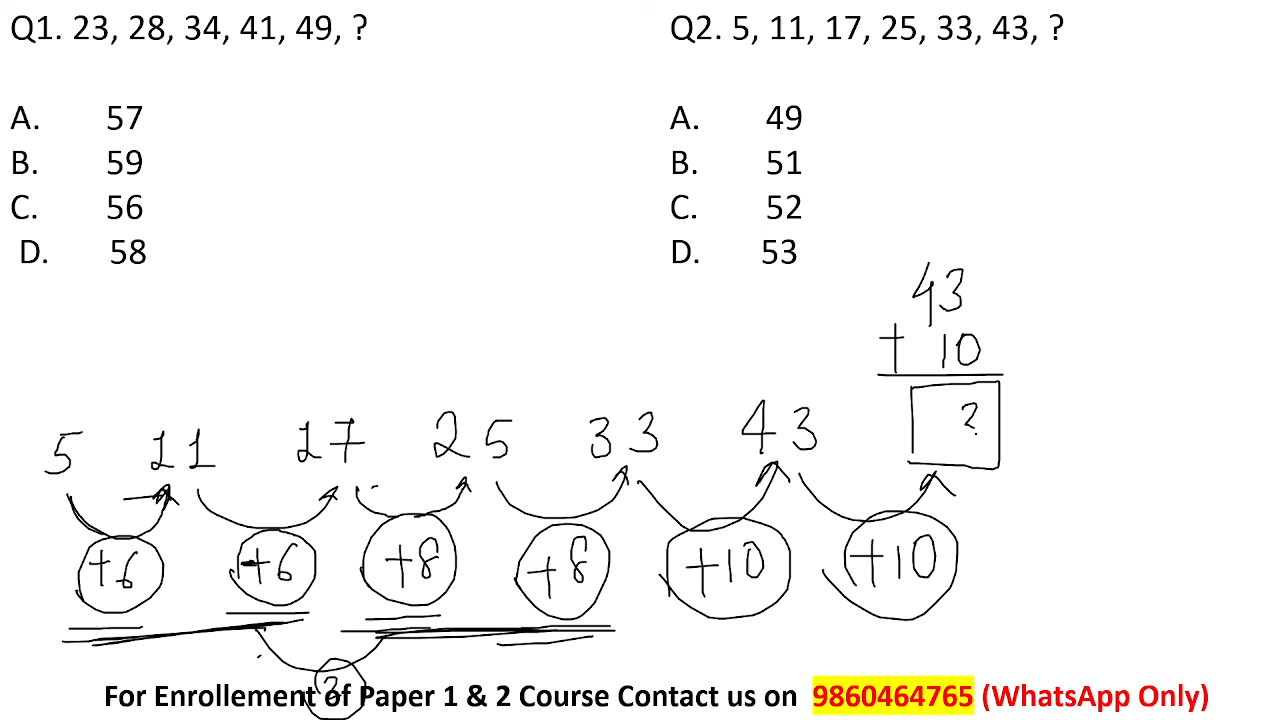 Q1. 23, 28, 34, 41, 49, ?
A. 57
B. 59
C. 56
D. 58
Q2. 5, 11, 17, 25, 33, 43, ?
A. 49
B. 51
C. 52
D. 53
43
+ 10
5 11 17 25 33 43 ?
+6 +6 +8 +8 +10 +10
2
For Enrollement of Paper 1 & 2 Course Contact us on 9860464765 (WhatsApp Only)